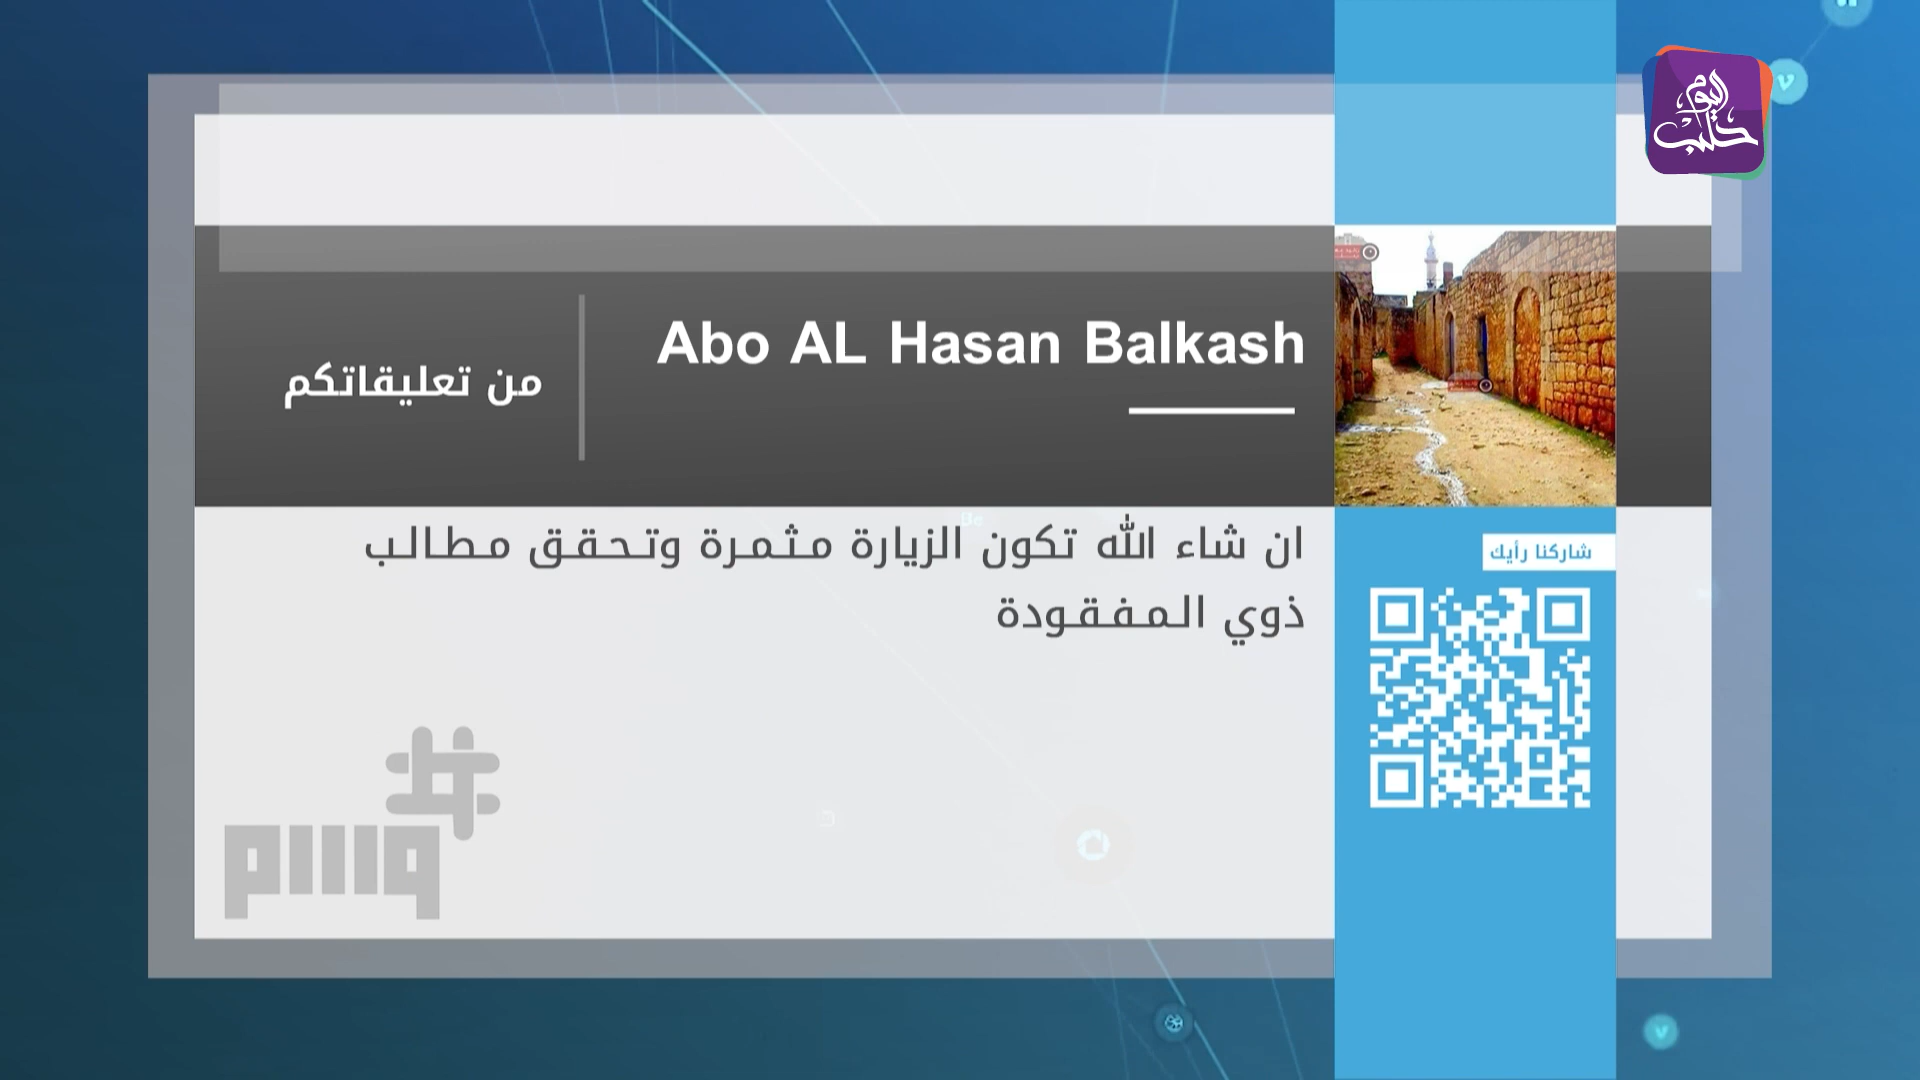 حلب اليوم
Abo AL Hasan Balkash
من تعليقاتكم
ان شاء الله تكون الزيارة مثمرة وتحقق مطالب
ذوي المفقودة
شاركنا رأيك
#وسم